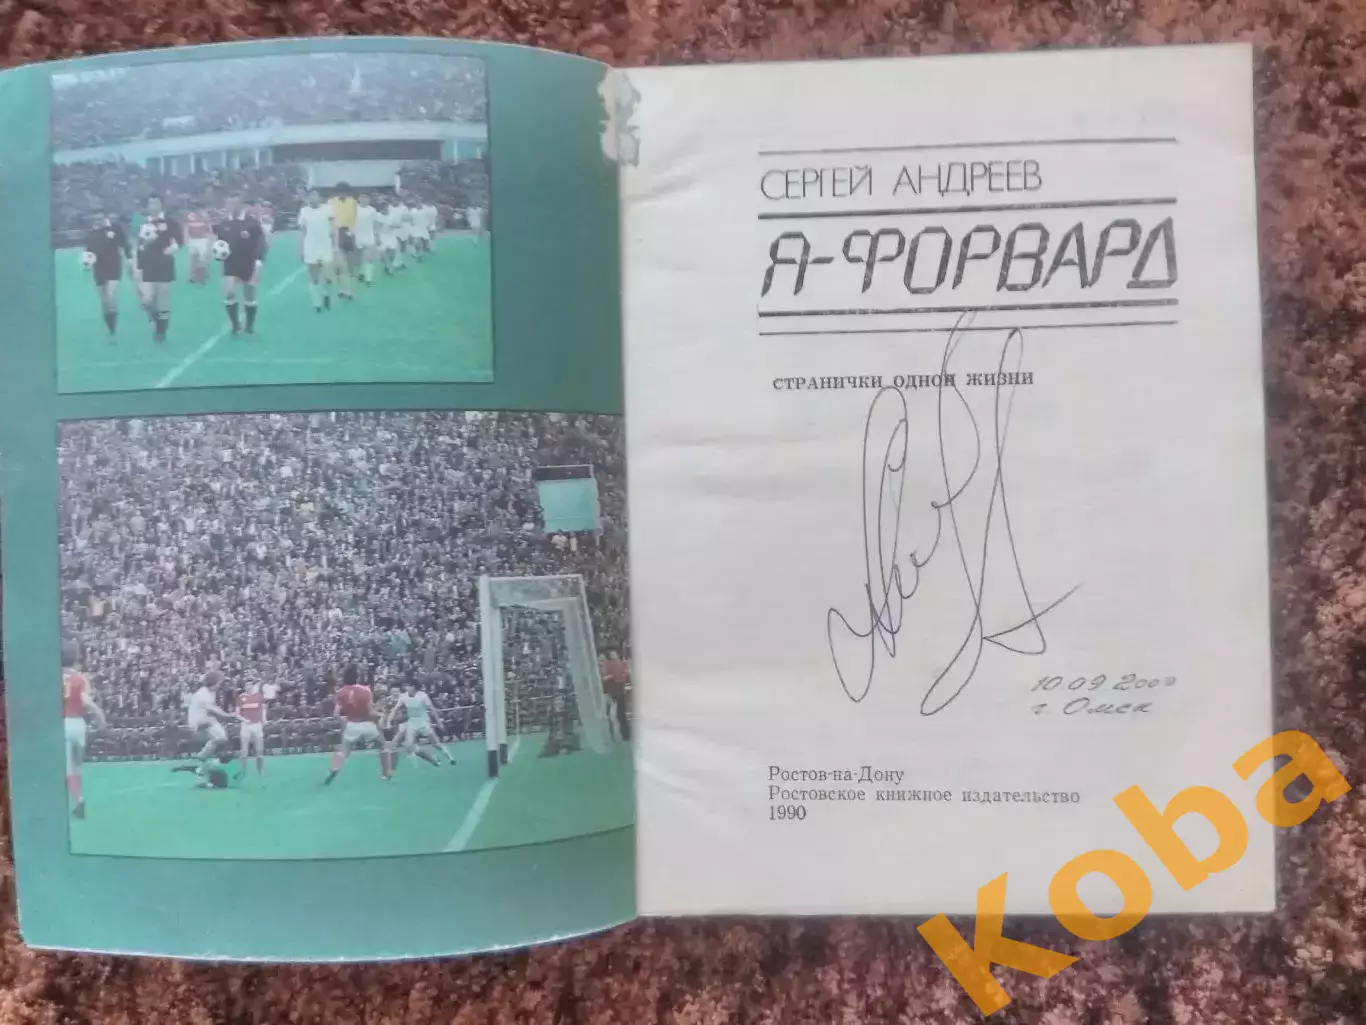 СЕРГЕЙ АНДРЕЕВ
Я-ФОРВАРД
СТРАНИЧКИ ОДНОЙ ЖИЗНИ
10.09.2000
г. Омск
Ростов-на-Дону
Ростовское книжное издательство
1990
Koba